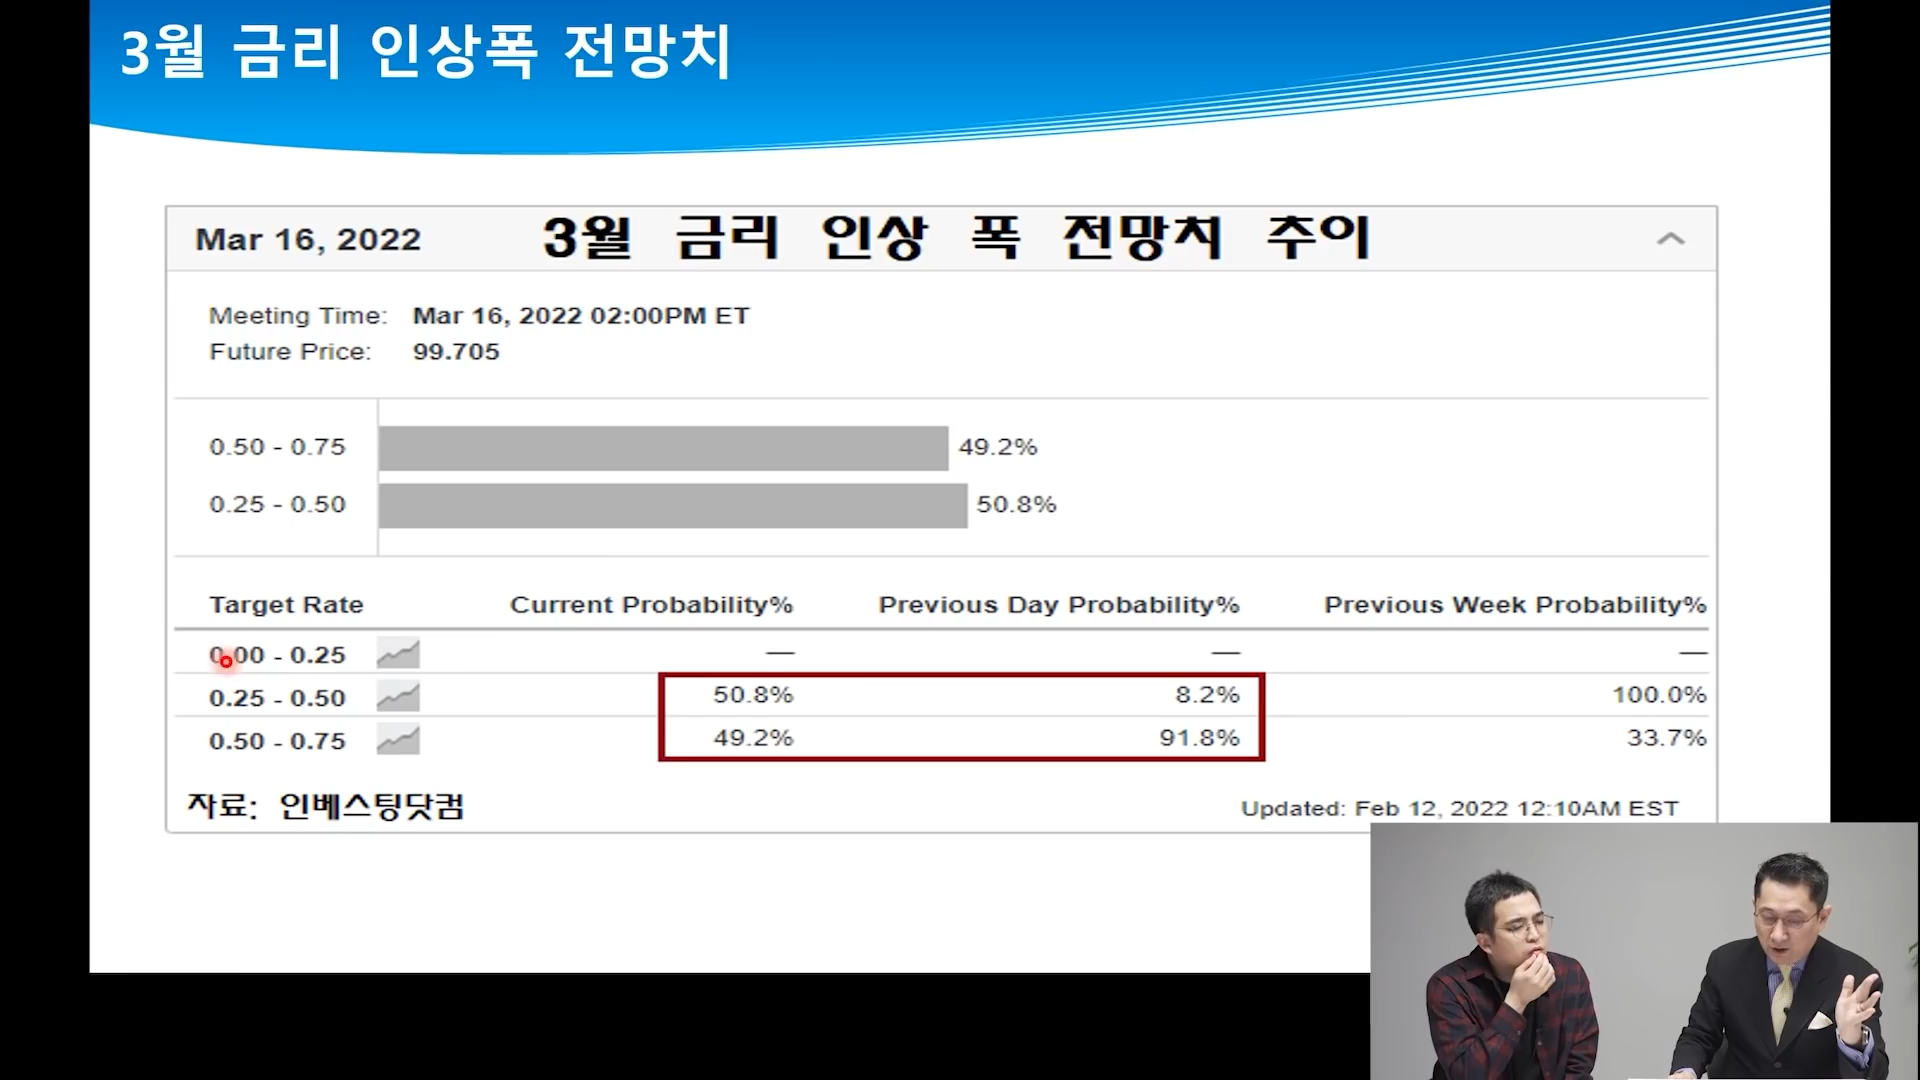 3월 금리 인상폭 전망치
Mar 16, 2022 3월 금리 인상 폭 전망치 추이
Meeting Time: Mar 16, 2022 02:00PM ET
Future Price: 99.705
0.50 - 0.75 49.2%
0.25 - 0.50 50.8%
Target Rate Current Probability% Previous Day Probability% Previous Week Probability%
0.00 - 0.25 — — —
0.25 - 0.50 50.8% 8.2% 100.0%
0.50 - 0.75 49.2% 91.8% 33.7%
자료: 인베스팅닷컴 Updated: Feb 12, 2022 12:10AM EST